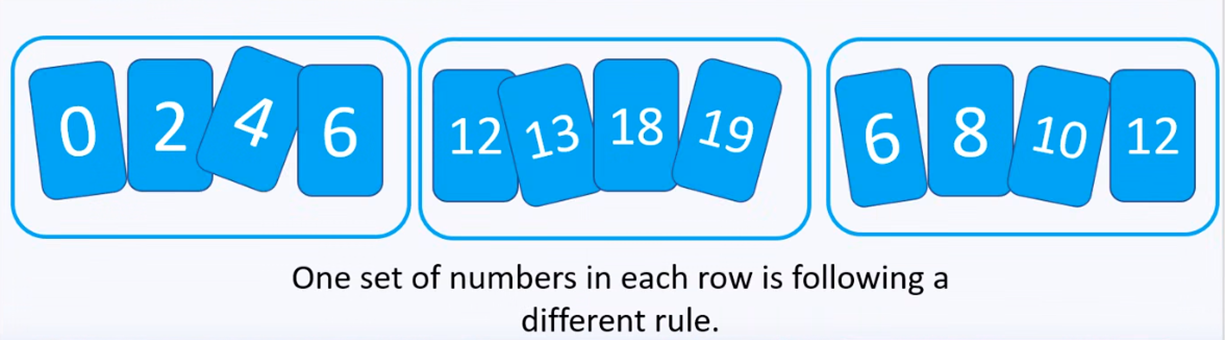 0 2 4 6 12 13 18 19 6 8 10 12
One set of numbers in each row is following a
different rule.